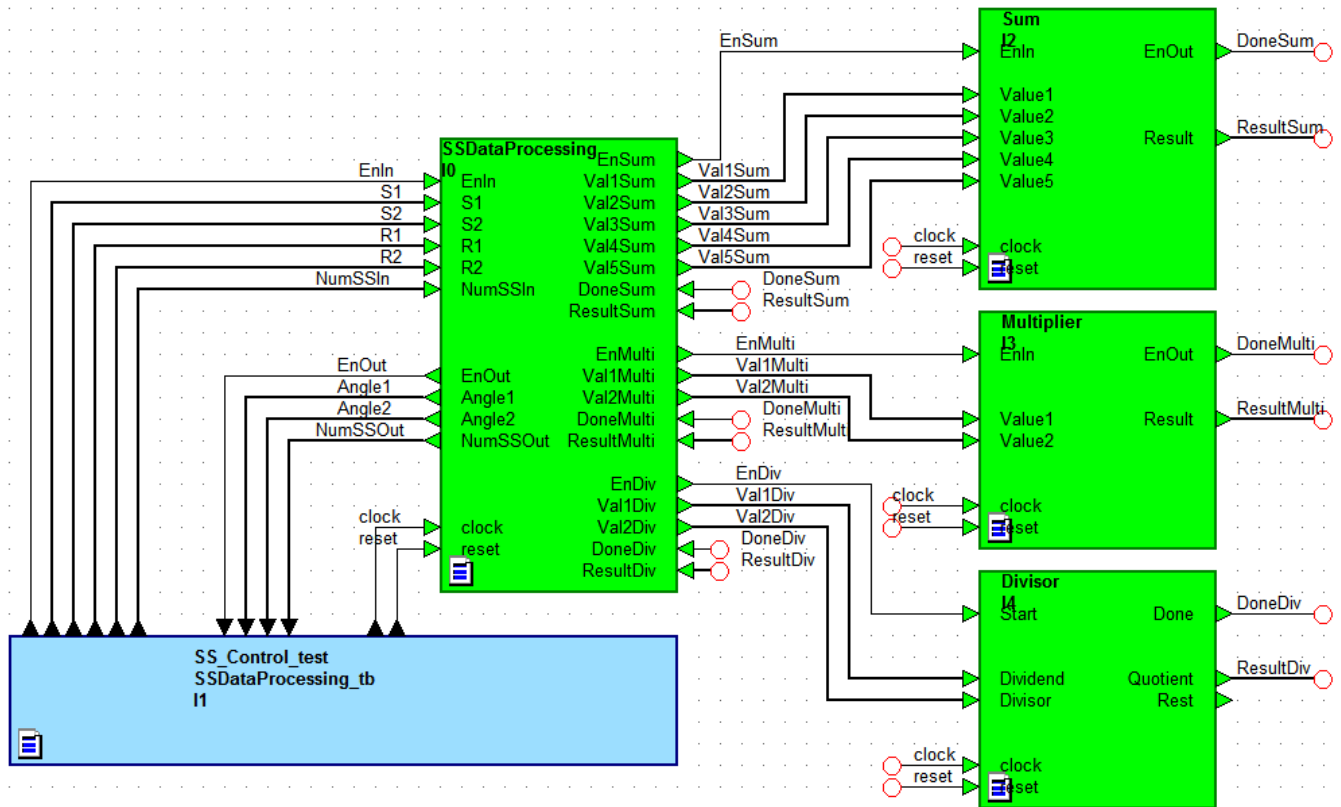 Sum
I2
EnSum
EnIn
EnOut
DoneSum
Value1
Value2
Value3
Result
ResultSum
Value4
Value5
clock
clock
reset
reset
SSDataProcessing
I0
EnIn
EnIn
EnSum
S1
S1
Val1Sum
Val1Sum
S2
S2
Val2Sum
Val2Sum
R1
R1
Val3Sum
Val3Sum
R2
R2
Val4Sum
Val4Sum
NumSSIn
NumSSIn
Val5Sum
Val5Sum
DoneSum
DoneSum
ResultSum
ResultSum
EnMulti
EnMulti
EnOut
EnOut
Val1Multi
Val1Multi
Angle1
Angle1
Val2Multi
Val2Multi
Angle2
Angle2
DoneMulti
DoneMulti
NumSSOut
NumSSOut
ResultMulti
ResultMulti
EnDiv
EnDiv
Val1Div
Val1Div
clock
clock
Val2Div
Val2Div
reset
reset
DoneDiv
DoneDiv
ResultDiv
ResultDiv
Multiplier
I3
EnIn
EnOut
DoneMulti
Value1
Result
ResultMulti
Value2
clock
clock
reset
reset
Divisor
I4
Start
Done
DoneDiv
Dividend
Quotient
ResultDiv
Divisor
Rest
clock
clock
reset
reset
SS_Control_test
SSDataProcessing_tb
I1